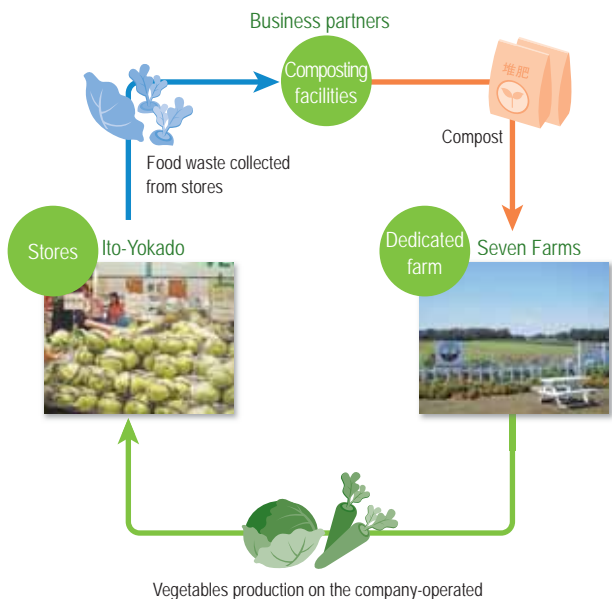 Business partners
Composting
facilities
堆肥
Compost
Food waste collected
from stores
Stores
Ito-Yokado
Dedicated
farm
Seven Farms
Vegetables production on the company-operated